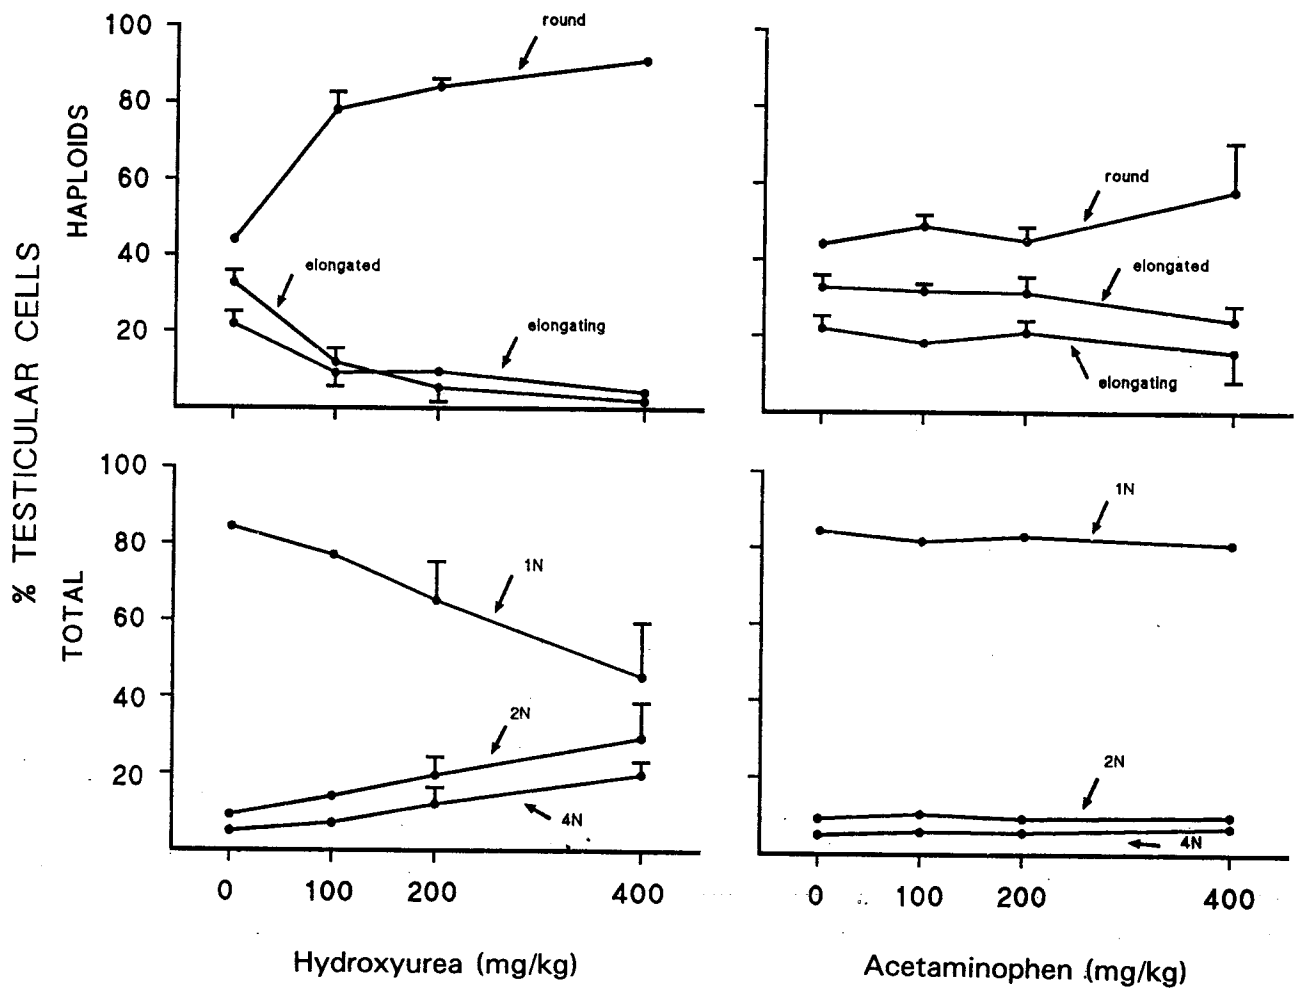 % TESTICULAR CELLS
HAPLOIDS
100
80
60
40
20
round
elongated
elongating
round
elongated
elongating
TOTAL
100
80
60
40
20
1N
2N
4N
1N
2N
4N
0 100 200 400
0 100 200 400
Hydroxyurea (mg/kg)
Acetaminophen (mg/kg)